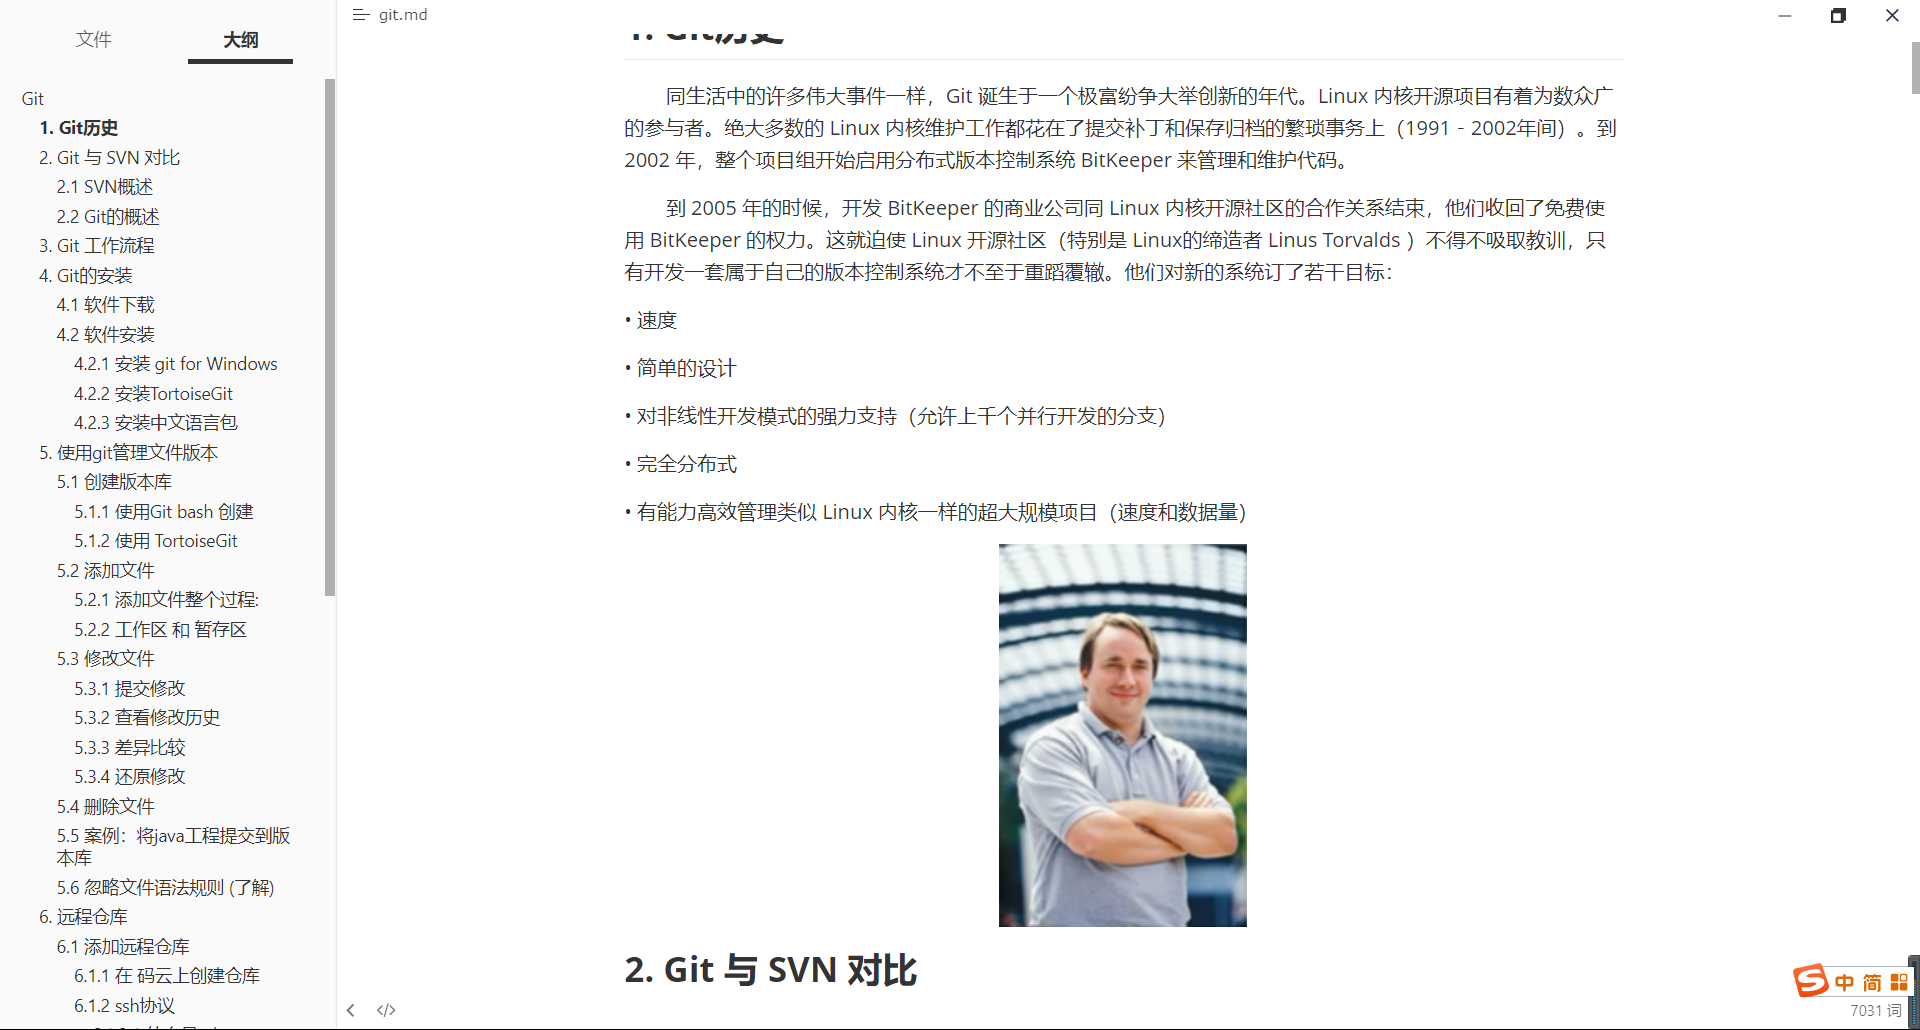 文件
大纲
Git
1. Git历史
2. Git 与 SVN 对比
2.1 SVN概述
2.2 Git的概述
3. Git 工作流程
4. Git的安装
4.1 软件下载
4.2 软件安装
4.2.1 安装 git for Windows
4.2.2 安装TortoiseGit
4.2.3 安装中文语言包
5. 使用git管理文件版本
5.1 创建版本库
5.1.1 使用Git bash 创建
5.1.2 使用 TortoiseGit
5.2 添加文件
5.2.1 添加文件整个过程:
5.2.2 工作区 和 暂存区
5.3 修改文件
5.3.1 提交修改
5.3.2 查看修改历史
5.3.3 差异比较
5.3.4 还原修改
5.4 删除文件
5.5 案例：将java工程提交到版
本库
5.6 忽略文件语法规则 (了解)
6. 远程仓库
6.1 添加远程仓库
6.1.1 在 码云上创建仓库
6.1.2 ssh协议
git.md
1. Git历史
同生活中的许多伟大事件一样，Git 诞生于一个极富纷争大举创新的年代。Linux 内核开源项目有着为数众广
的参与者。绝大多数的 Linux 内核维护工作都花在了提交补丁和保存归档的繁琐事务上（1991－2002年间）。到
2002 年，整个项目组开始启用分布式版本控制系统 BitKeeper 来管理和维护代码。
到 2005 年的时候，开发 BitKeeper 的商业公司同 Linux 内核开源社区的合作关系结束，他们收回了免费使
用 BitKeeper 的权力。这就迫使 Linux 开源社区（特别是 Linux的缔造者 Linus Torvalds ）不得不吸取教训，只
有开发一套属于自己的版本控制系统才不至于重蹈覆辙。他们对新的系统订了若干目标：
• 速度
• 简单的设计
• 对非线性开发模式的强力支持（允许上千个并行开发的分支）
• 完全分布式
• 有能力高效管理类似 Linux 内核一样的超大规模项目（速度和数据量）
2. Git 与 SVN 对比
</>
S 中 简
7031 词